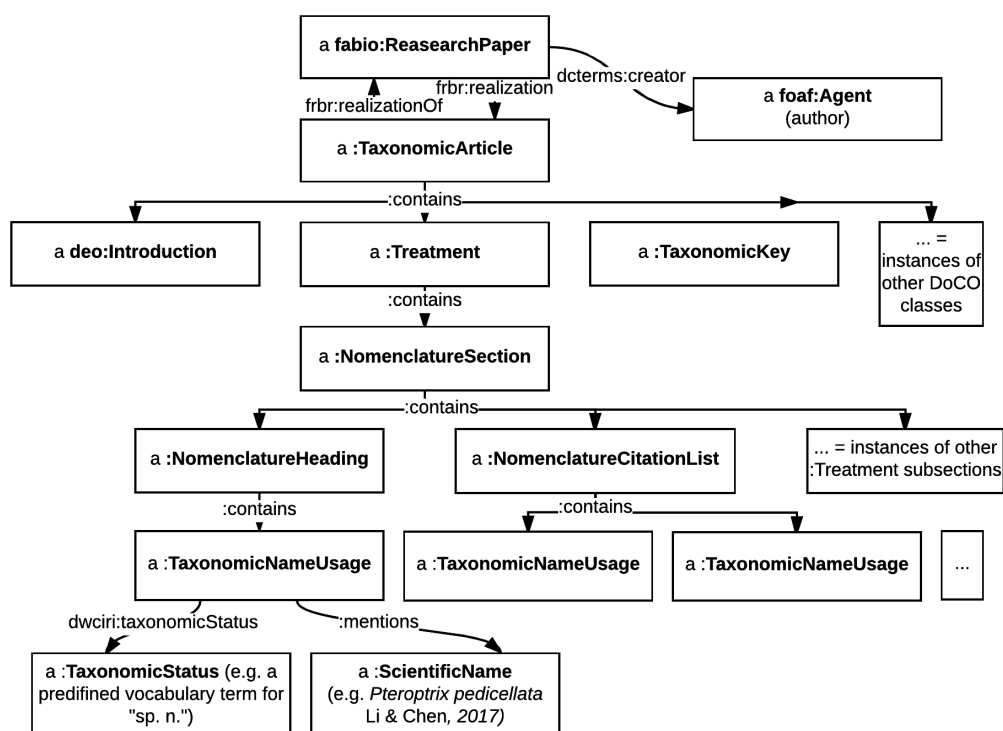 a fabio:ReasearchPaper
dcterms:creator
frbr:realization
frbr:realizationOf
a foaf:Agent
(author)
a :TaxonomicArticle
:contains
a deo:Introduction
a :Treatment
a :TaxonomicKey
... =
instances of
other DoCO
classes
:contains
a :NomenclatureSection
:contains
a :NomenclatureHeading
a :NomenclatureCitationList
... = instances of other
:Treatment subsections
:contains
:contains
a :TaxonomicNameUsage
a :TaxonomicNameUsage
a :TaxonomicNameUsage
...
dwciri:taxonomicStatus
:mentions
a :TaxonomicStatus (e.g. a
predifined vocabulary term for
"sp. n.")
a :ScientificName
(e.g. Pteroptrix pedicellata
Li & Chen, 2017)